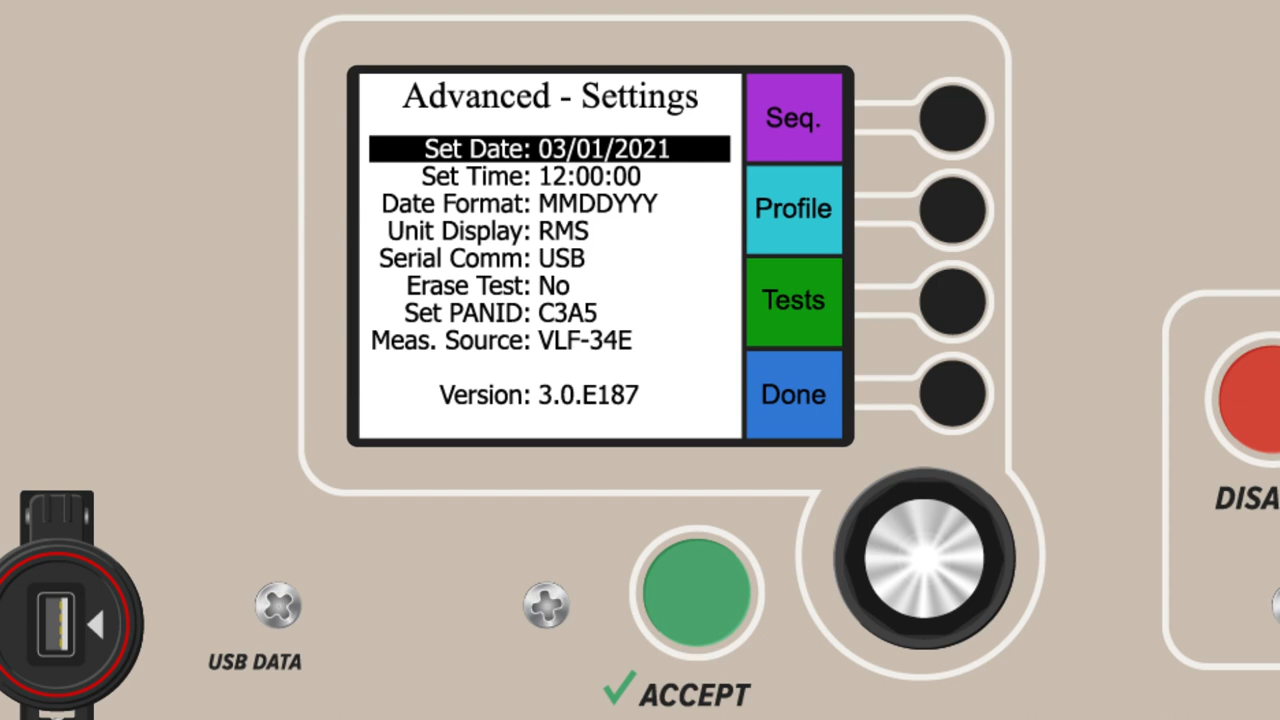 Advanced - Settings
Set Date: 03/01/2021
Set Time: 12:00:00
Date Format: MMDDYYY
Unit Display: RMS
Serial Comm: USB
Erase Test: No
Set PANID: C3A5
Meas. Source: VLF-34E
Version: 3.0.E187
Seq.
Profile
Tests
Done
DISA
USB DATA
ACCEPT